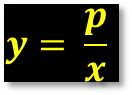 y = p/x